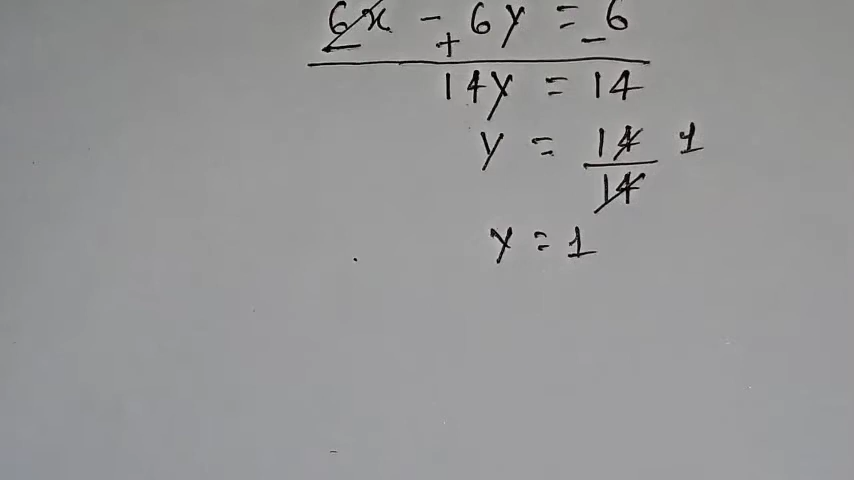 6x - 6y = 6
- + -
14y = 14
y = 14/14 1
y = 1